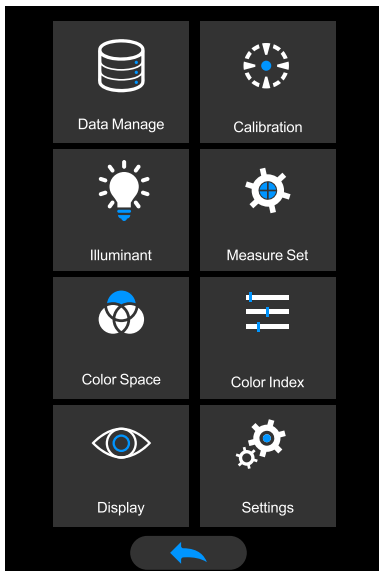 Data Manage
Calibration
Illuminant
Measure Set
Color Space
Color Index
Display
Settings